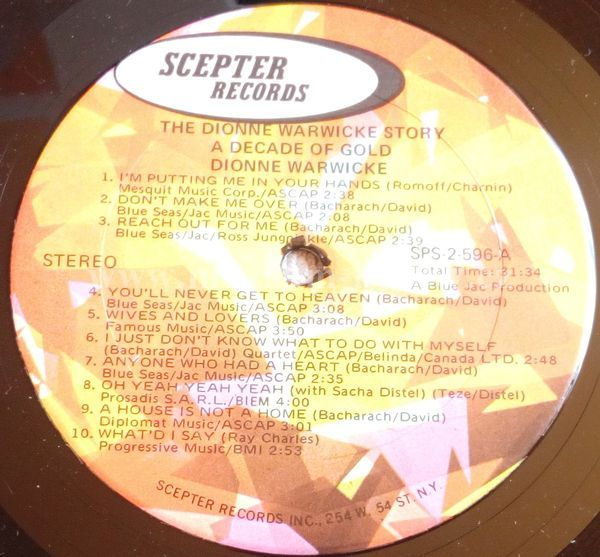 SCEPTER
RECORDS
THE DIONNE WARWICKE STORY
A DECADE OF GOLD
DIONNE WARWICKE
1. I'M PUTTING ME IN YOUR HANDS (Romoff/Charnin)
Mesquit Music Corp./ASCAP 2:38
2. DON'T MAKE ME OVER (Bacharach/David)
Blue Seas/Jac Music/ASCAP 2:08
3. REACH OUT FOR ME (Bacharach/David)
Blue Seas/Jac/Ross Jungnickle/ASCAP 2:39
STEREO
SPS-2-596-A
Total Time: 31:34
A Blue Jac Production
4. YOU'LL NEVER GET TO HEAVEN (Bacharach/David)
Blue Seas/Jac Music/ASCAP 3:08
5. WIVES AND LOVERS (Bacharach/David)
Famous Music/ASCAP 3:50
6. I JUST DON'T KNOW WHAT TO DO WITH MYSELF
(Bacharach/David) Quartet/ASCAP/Belinda/Canada LTD. 2:48
7. ANYONE WHO HAD A HEART (Bacharach/David)
Blue Seas/Jac Music/ASCAP 2:35
8. OH YEAH YEAH YEAH (with Sacha Distel) (Teze/Distel)
Prosadis S.A.R.L./BIEM 4:00
9. A HOUSE IS NOT A HOME (Bacharach/David)
Diplomat Music/ASCAP 3:01
10. WHAT'D I SAY (Ray Charles)
Progressive Music/BMI 2:53
SCEPTER RECORDS INC., 254 W. 54 ST. N.Y.